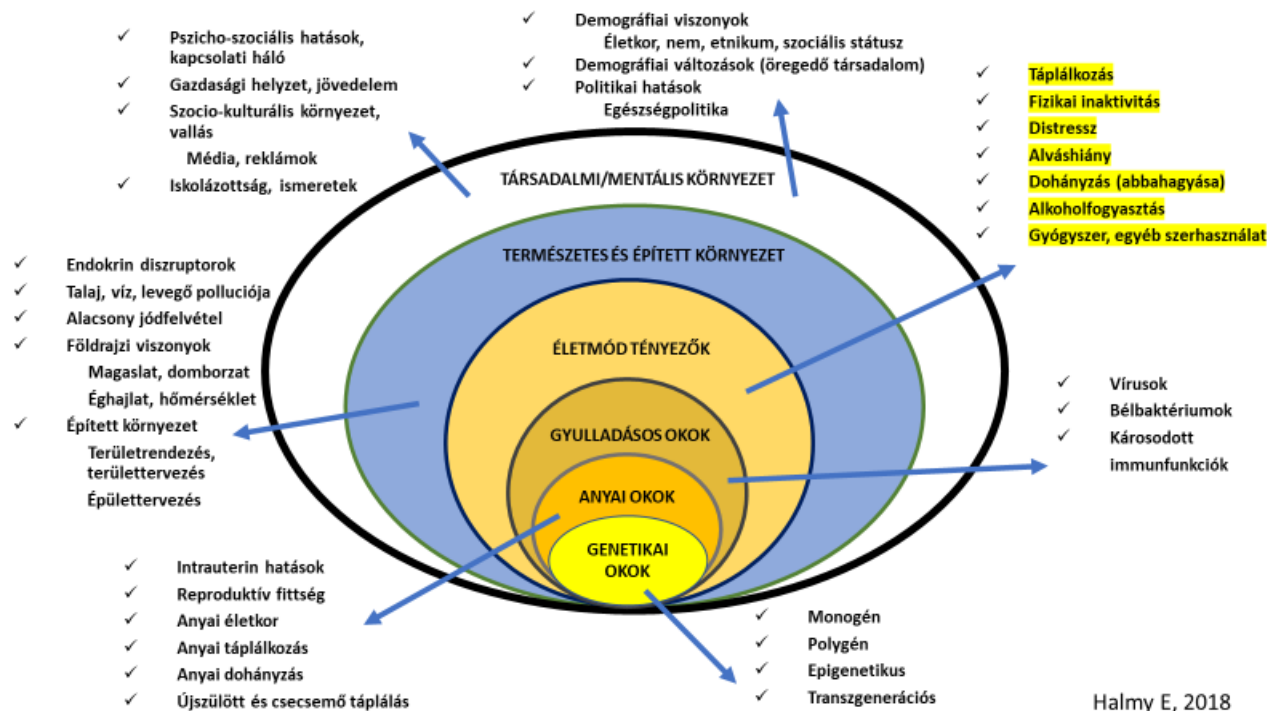 ✓ Pszicho-szociális hatások,
kapcsolati háló
✓ Gazdasági helyzet, jövedelem
✓ Szocio-kulturális környezet,
vallás
Média, reklámok
✓ Iskolázottság, ismeretek
✓ Demográfiai viszonyok
Életkor, nem, etnikum, szociális státusz
✓ Demográfiai változások (öregedő társadalom)
✓ Politikai hatások
Egészségpolitika
✓ Táplálkozás
✓ Fizikai inaktivitás
✓ Distressz
✓ Alváshiány
✓ Dohányzás (abbahagyása)
✓ Alkoholfogyasztás
✓ Gyógyszer, egyéb szerhasználat
TÁRSADALMI/MENTÁLIS KÖRNYEZET
TERMÉSZETES ÉS ÉPÍTETT KÖRNYEZET
ÉLETMÓD TÉNYEZŐK
GYULLADÁSOS OKOK
ANYAI OKOK
GENETIKAI
OKOK
✓ Endokrin diszruptorok
✓ Talaj, víz, levegő polluciója
✓ Alacsony jódfelvétel
✓ Földrajzi viszonyok
Magaslat, domborzat
Éghajlat, hőmérséklet
✓ Épített környezet
Területrendezés,
területtervezés
Épülettervezés
✓ Vírusok
✓ Bélbaktériumok
✓ Károsodott
immunfunkciók
✓ Intrauterin hatások
✓ Reproduktív fittség
✓ Anyai életkor
✓ Anyai táplálkozás
✓ Anyai dohányzás
✓ Újszülött és csecsemő táplálás
✓ Monogén
✓ Polygén
✓ Epigenetikus
✓ Transzgenerációs
Halmy E, 2018